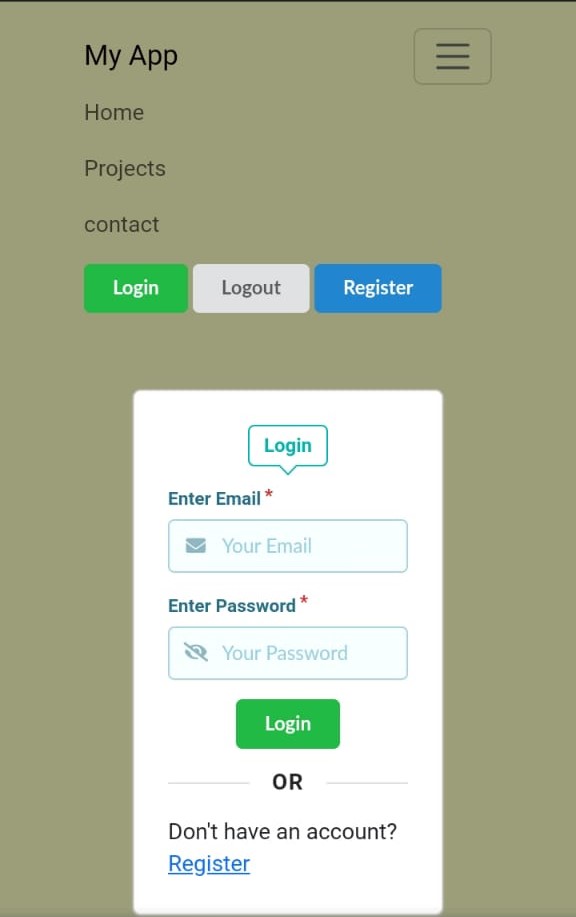 My App
Home
Projects
contact
Login Logout Register
Login
Enter Email *
Your Email
Enter Password *
Your Password
Login
OR
Don't have an account?
Register